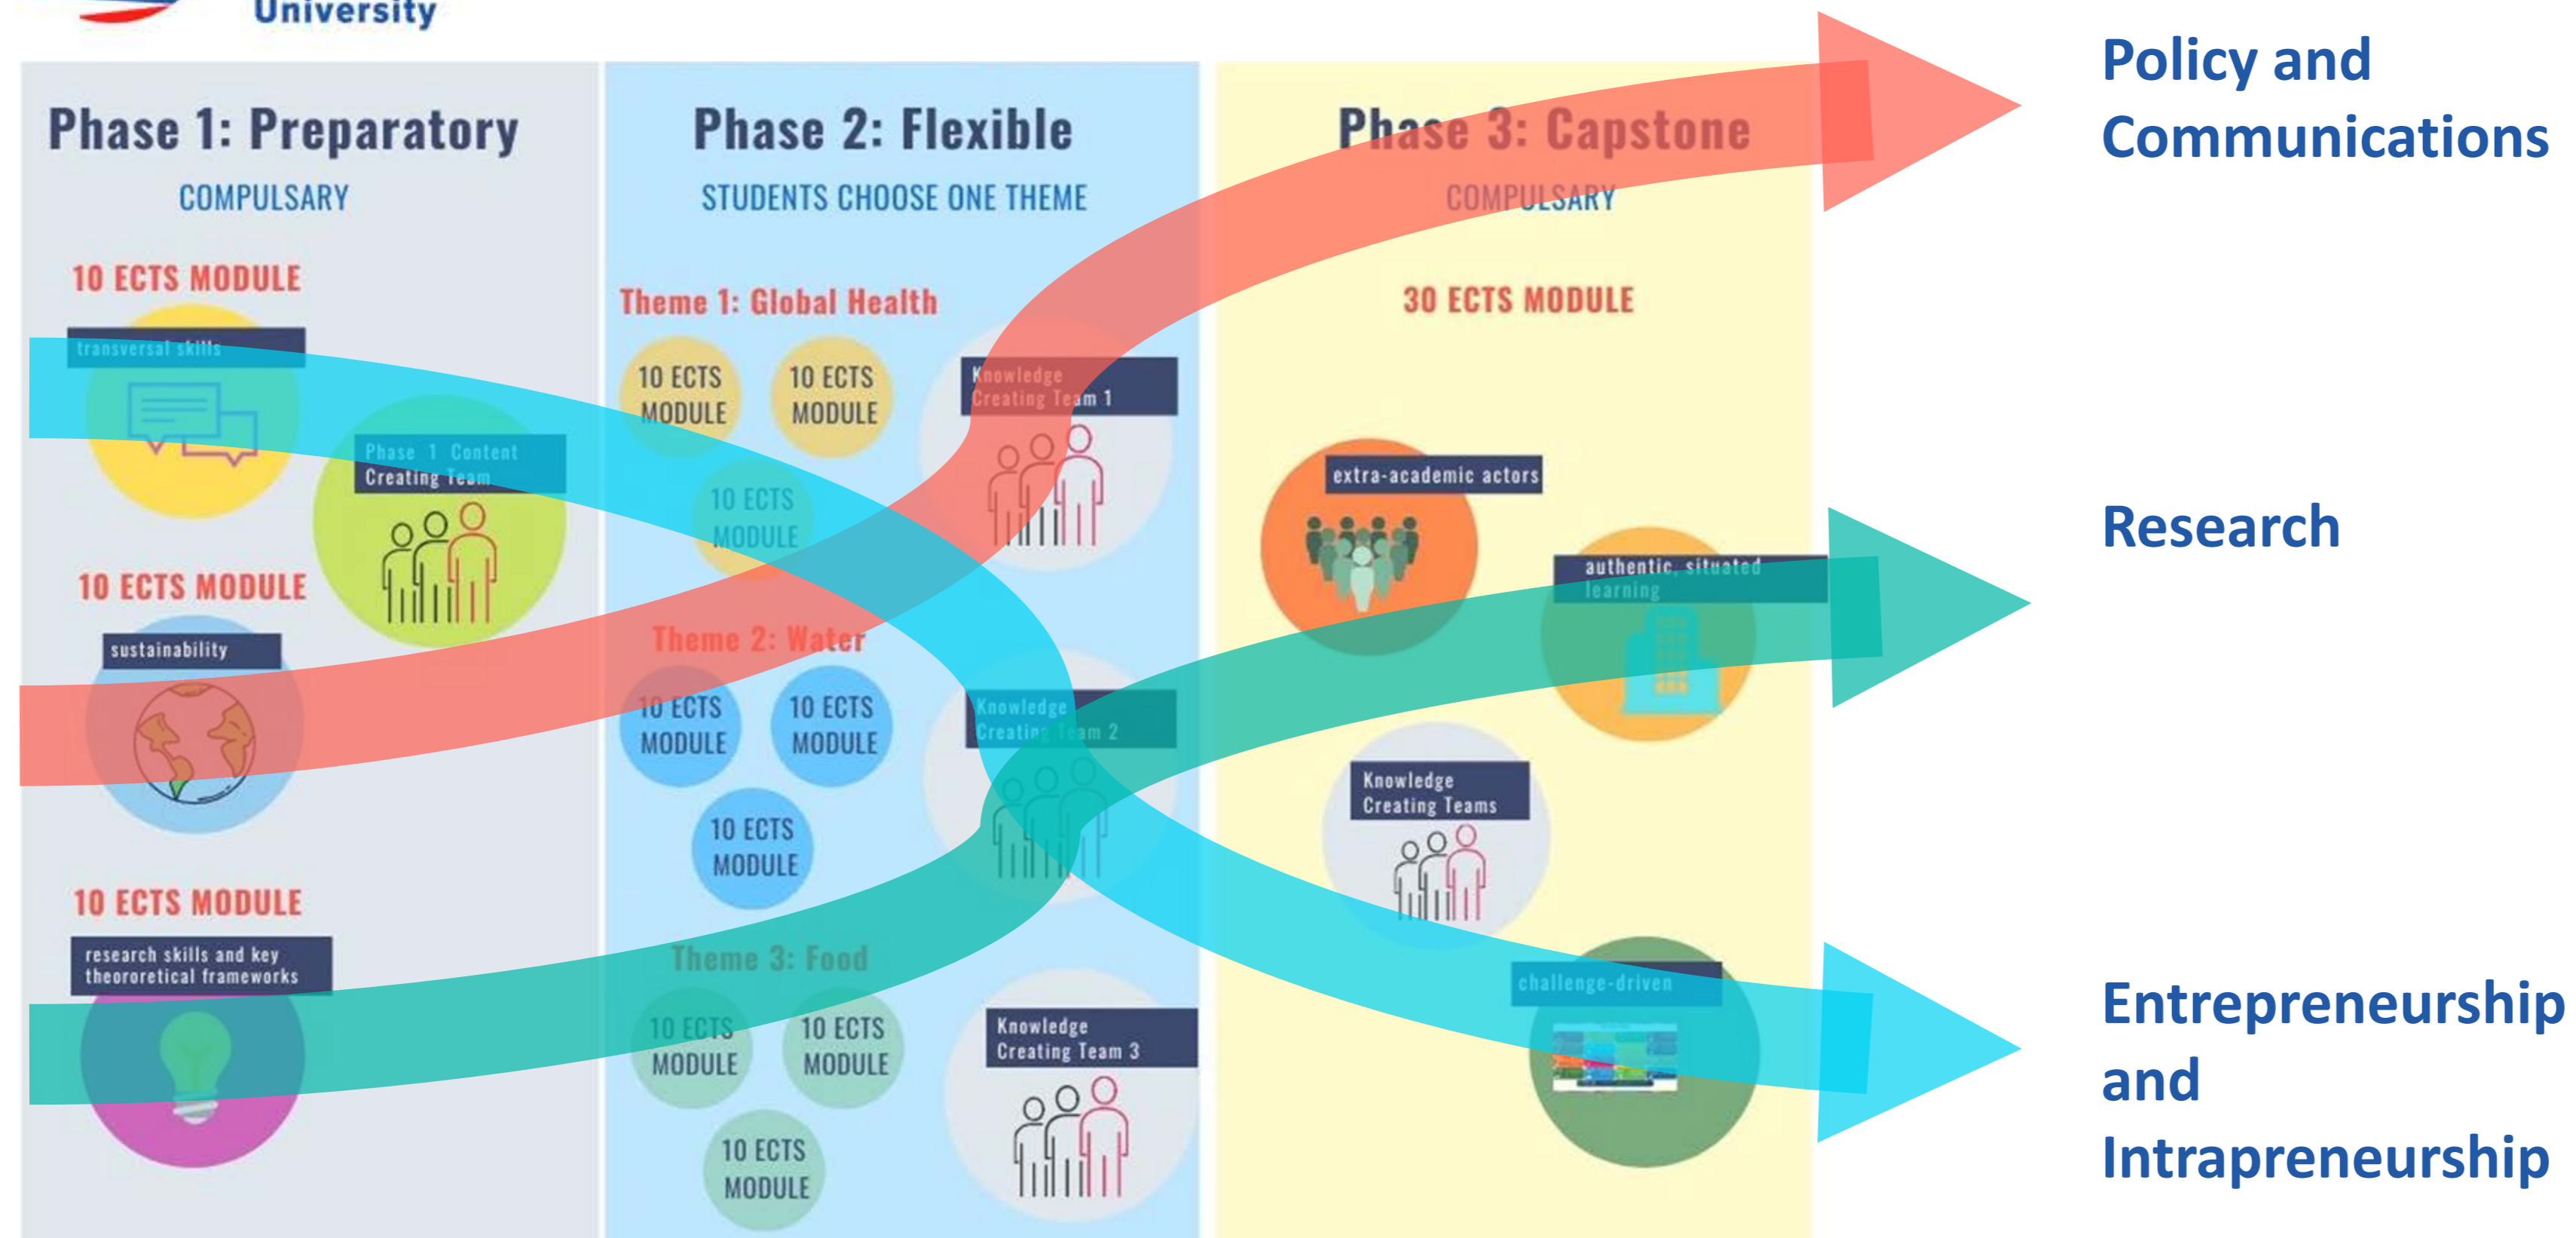 University
Phase 1: Preparatory
COMPULSARY
10 ECTS MODULE
transversal skills
Phase 1 Content
Creating Team
10 ECTS MODULE
sustainability
10 ECTS MODULE
research skills and key
theororetical frameworks
Phase 2: Flexible
STUDENTS CHOOSE ONE THEME
Theme 1: Global Health
10 ECTS
MODULE
10 ECTS
MODULE
10 ECTS
MODULE
Knowledge
Creating Team 1
Theme 2: Water
10 ECTS
MODULE
10 ECTS
MODULE
10 ECTS
MODULE
Knowledge
Creating Team 2
Theme 3: Food
10 ECTS
MODULE
10 ECTS
MODULE
10 ECTS
MODULE
Knowledge
Creating Team 3
Phase 3: Capstone
COMPULSARY
30 ECTS MODULE
extra-academic actors
authentic, situated
learning
Knowledge
Creating Teams
challenge-driven
Policy and
Communications
Research
Entrepreneurship
and
Intrapreneurship